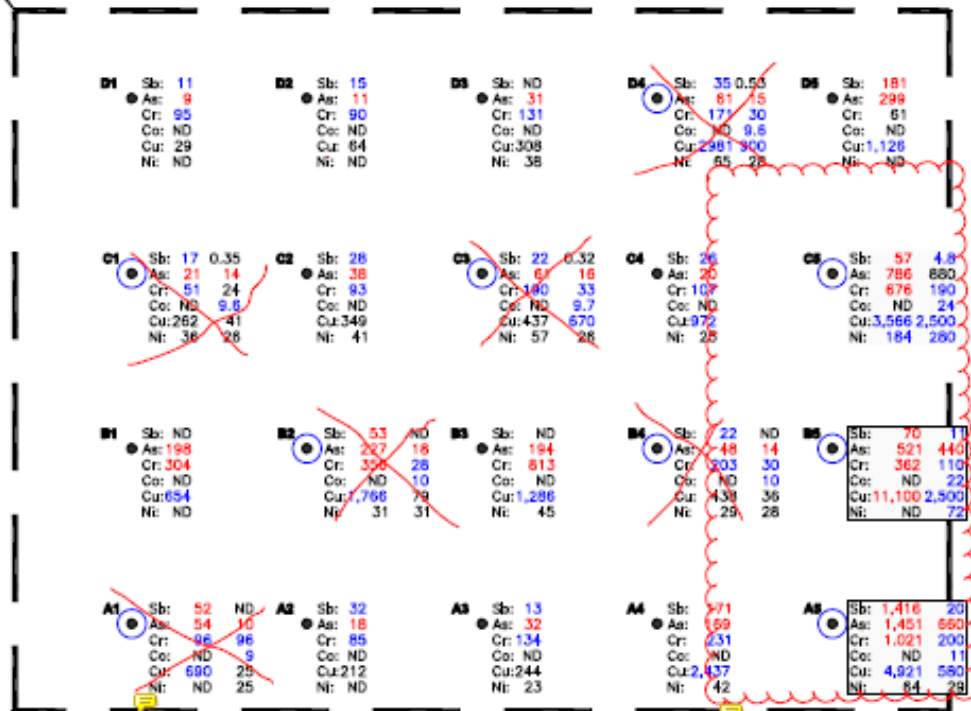 D1 Sb: 11
As: 9
Cr: 95
Co: ND
Cu: 29
Ni: ND
D2 Sb: 15
As: 11
Cr: 90
Co: ND
Cu: 64
Ni: ND
D3 Sb: ND
As: 31
Cr: 131
Co: ND
Cu:308
Ni: 38
D4 Sb: 35 0.53
As: 61 15
Cr: 171 30
Co: ND 9.6
Cu:2981 900
Ni: 65 28
D5 Sb: 181
As: 299
Cr: 61
Co: ND
Cu:1,126
Ni: ND
C1 Sb: 17 0.35
As: 21 14
Cr: 51 24
Co: ND 9.6
Cu:262 41
Ni: 36 28
C2 Sb: 28
As: 38
Cr: 93
Co: ND
Cu:349
Ni: 41
C3 Sb: 22 0.32
As: 61 16
Cr: 190 33
Co: ND 9.7
Cu:437 670
Ni: 57 28
C4 Sb: 26
As: 20
Cr: 107
Co: ND
Cu:972
Ni: 25
C5 Sb: 57 4.8
As: 786 880
Cr: 676 190
Co: ND 24
Cu:3,566 2,500
Ni: 184 280
B1 Sb: ND
As: 198
Cr: 304
Co: ND
Cu:654
Ni: ND
B2 Sb: 53 ND
As: 227 18
Cr: 28
Co: ND 10
Cu:1,766 79
Ni: 31 31
B3 Sb: ND
As: 194
Cr: 813
Co: ND
Cu:1,286
Ni: 45
B4 Sb: 22 ND
As: 48 14
Cr: 203 30
Co: ND 10
Cu: 438 36
Ni: 29 28
B5 Sb: 70 11
As: 521 440
Cr: 362 110
Co: ND 22
Cu:11,100 2,500
Ni: ND 72
A1 Sb: 52 ND
As: 54 10
Cr: 96 96
Co: ND 9
Cu: 690 25
Ni: ND 25
A2 Sb: 32
As: 18
Cr: 85
Co: ND
Cu:212
Ni: ND
A3 Sb: 13
As: 32
Cr: 134
Co: ND
Cu:244
Ni: 23
A4 Sb: 171
As: 169
Cr: 231
Co: ND
Cu:2,437
Ni: 42
A5 Sb: 1,416 20
As: 1,451 660
Cr: 1.021 200
Co: ND 11
Cu: 4,921 580
Ni: 64 29